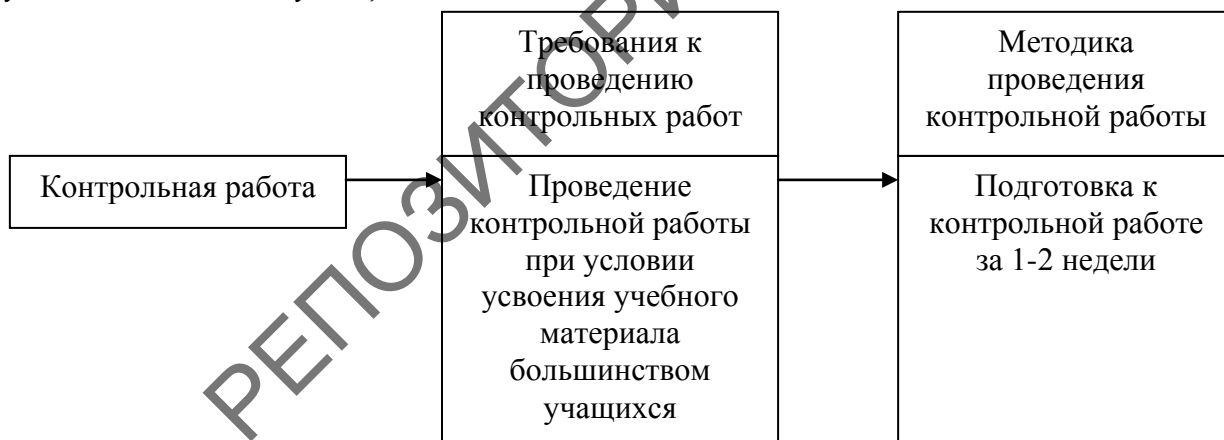 Требования к
проведению
контрольных работ
Методика
проведения
контрольной работы
Контрольная работа
Проведение
контрольной работы
при условии
усвоения учебного
материала
большинством
учащихся
Подготовка к
контрольной работе
за 1-2 недели